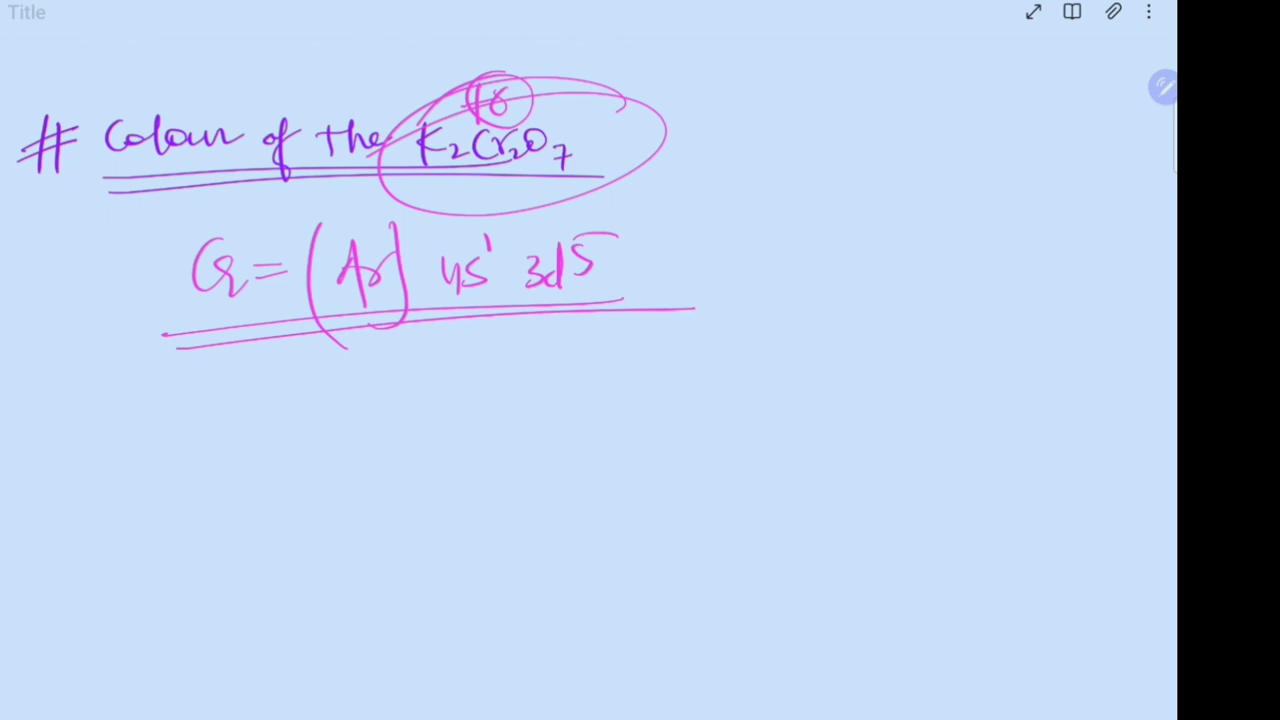 Title
+6
# Colour of the K₂Cr₂O₇
Cr = [Ar] 4s¹ 3d⁵